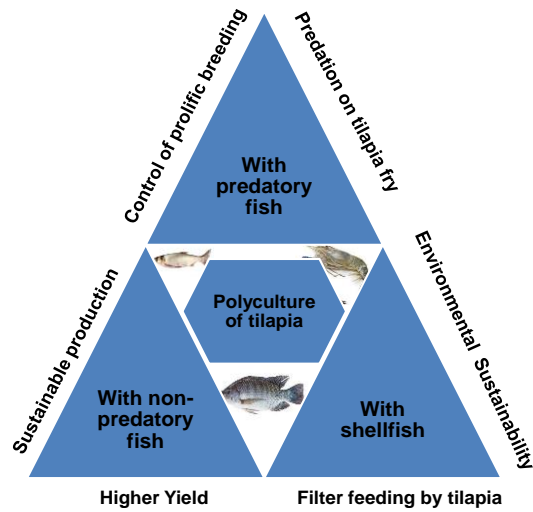 Control of prolific breeding
Predation on tilapia fry
With
predatory
fish
Sustainable production
Environmental Sustainability
Polyculture
of tilapia
With non-
predatory
fish
With
shellfish
Higher Yield
Filter feeding by tilapia